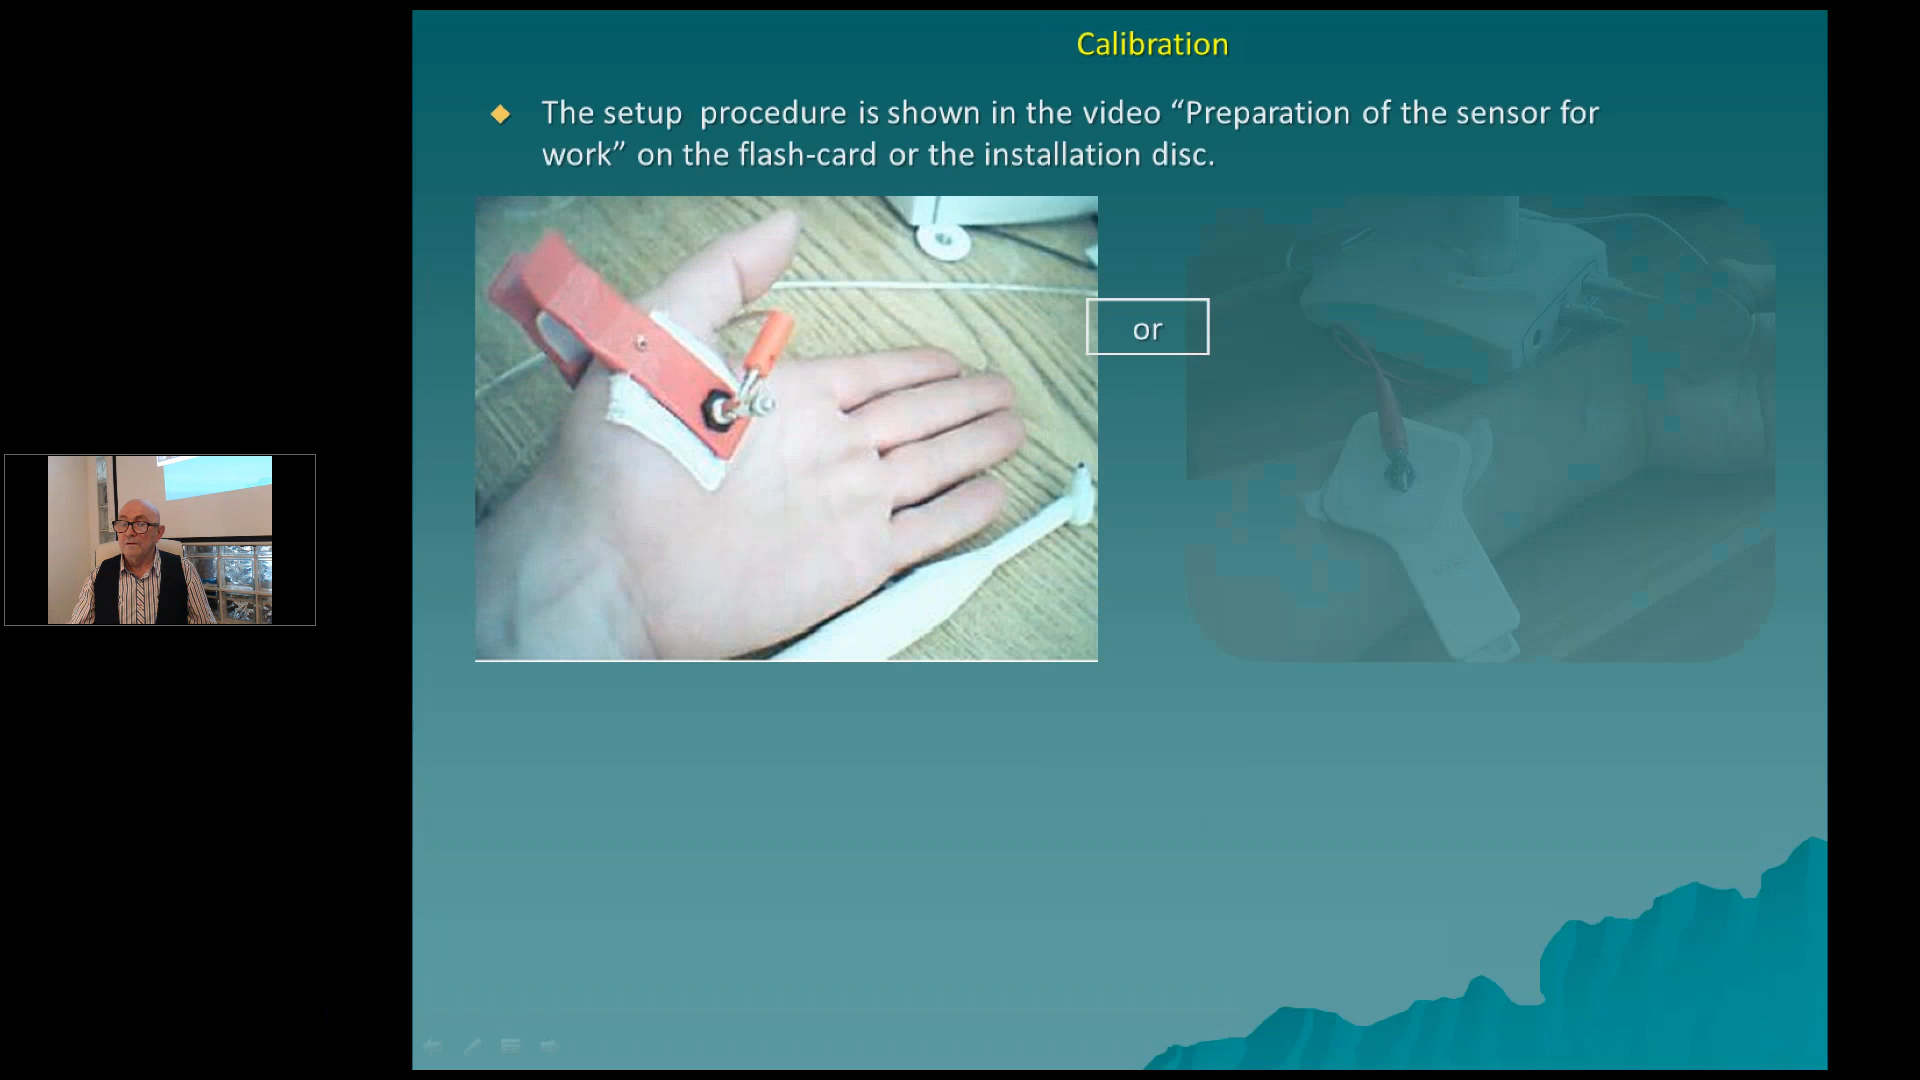 Calibration
The setup procedure is shown in the video “Preparation of the sensor for
work” on the flash-card or the installation disc.
or